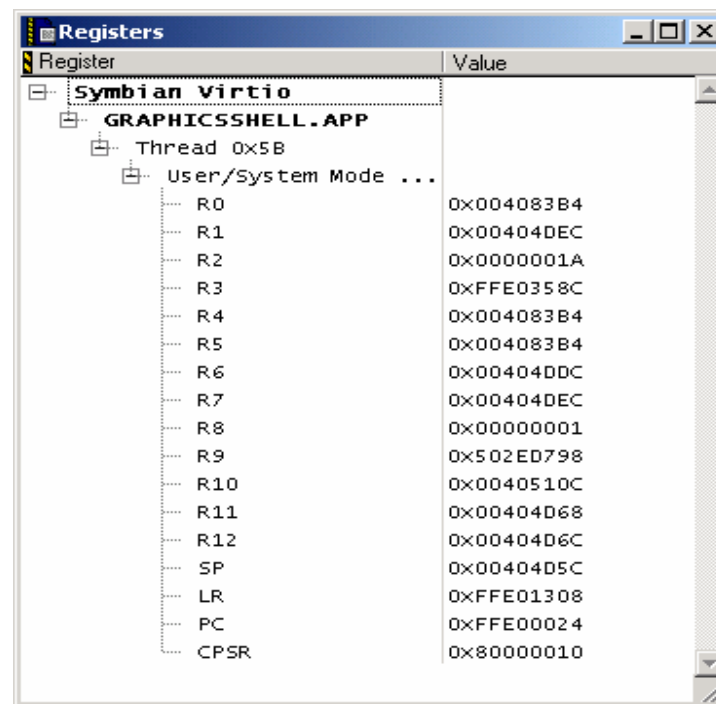 Registers
Register Value
Symbian Virtio
GRAPHICSSHELL.APP
Thread 0x5B
User/System Mode ...
R0 0x004083B4
R1 0x00404DEC
R2 0x0000001A
R3 0xFFE0358C
R4 0x004083B4
R5 0x004083B4
R6 0x00404DDC
R7 0x00404DEC
R8 0x00000001
R9 0x502ED798
R10 0x0040510C
R11 0x00404D68
R12 0x00404D6C
SP 0x00404D5C
LR 0xFFE01308
PC 0xFFE00024
CPSR 0x80000010